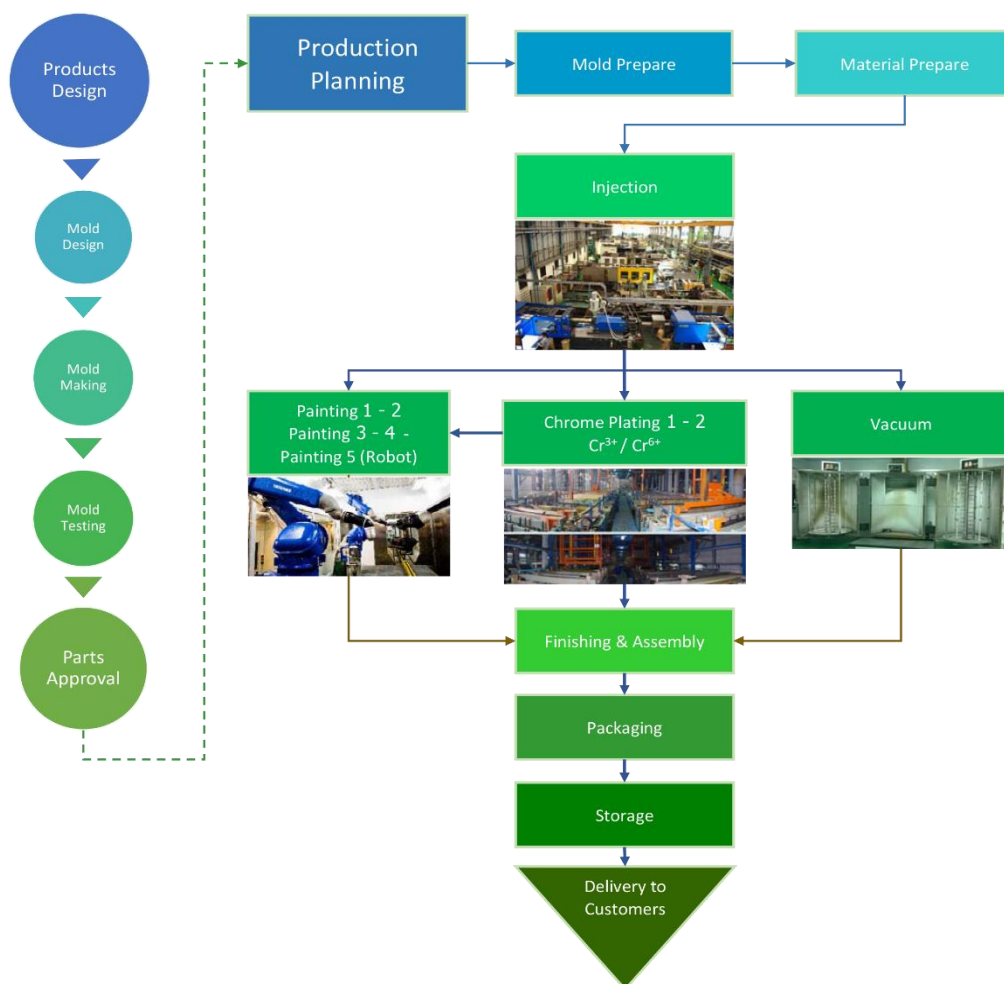 Products
Design
Mold
Design
Mold
Making
Mold
Testing
Parts
Approval
Production
Planning
Mold Prepare
Material Prepare
Injection
Painting 1 - 2
Painting 3 - 4 -
Painting 5 (Robot)
Chrome Plating 1 - 2
Cr³⁺ / Cr⁶⁺
Vacuum
Finishing & Assembly
Packaging
Storage
Delivery to
Customers